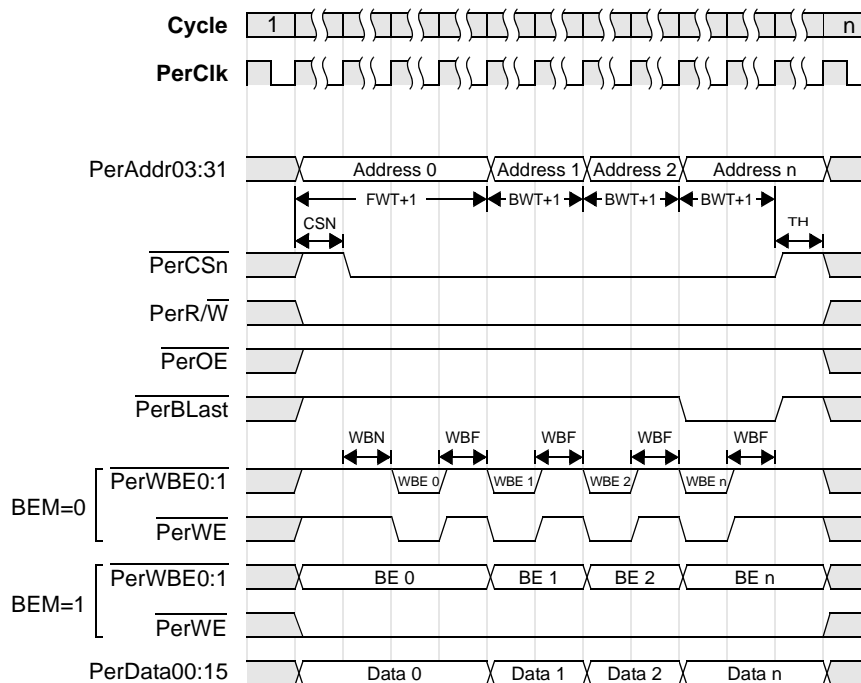 Cycle 1 n
PerClk
PerAddr03:31 Address 0 Address 1 Address 2 Address n
FWT+1 BWT+1 BWT+1 BWT+1
CSN TH
PerCSn
PerR/W
PerOE
PerBLast
WBN WBF WBF WBF WBF
BEM=0
PerWBE0:1 WBE 0 WBE 1 WBE 2 WBE n
PerWE
BEM=1
PerWBE0:1 BE 0 BE 1 BE 2 BE n
PerWE
PerData00:15 Data 0 Data 1 Data 2 Data n